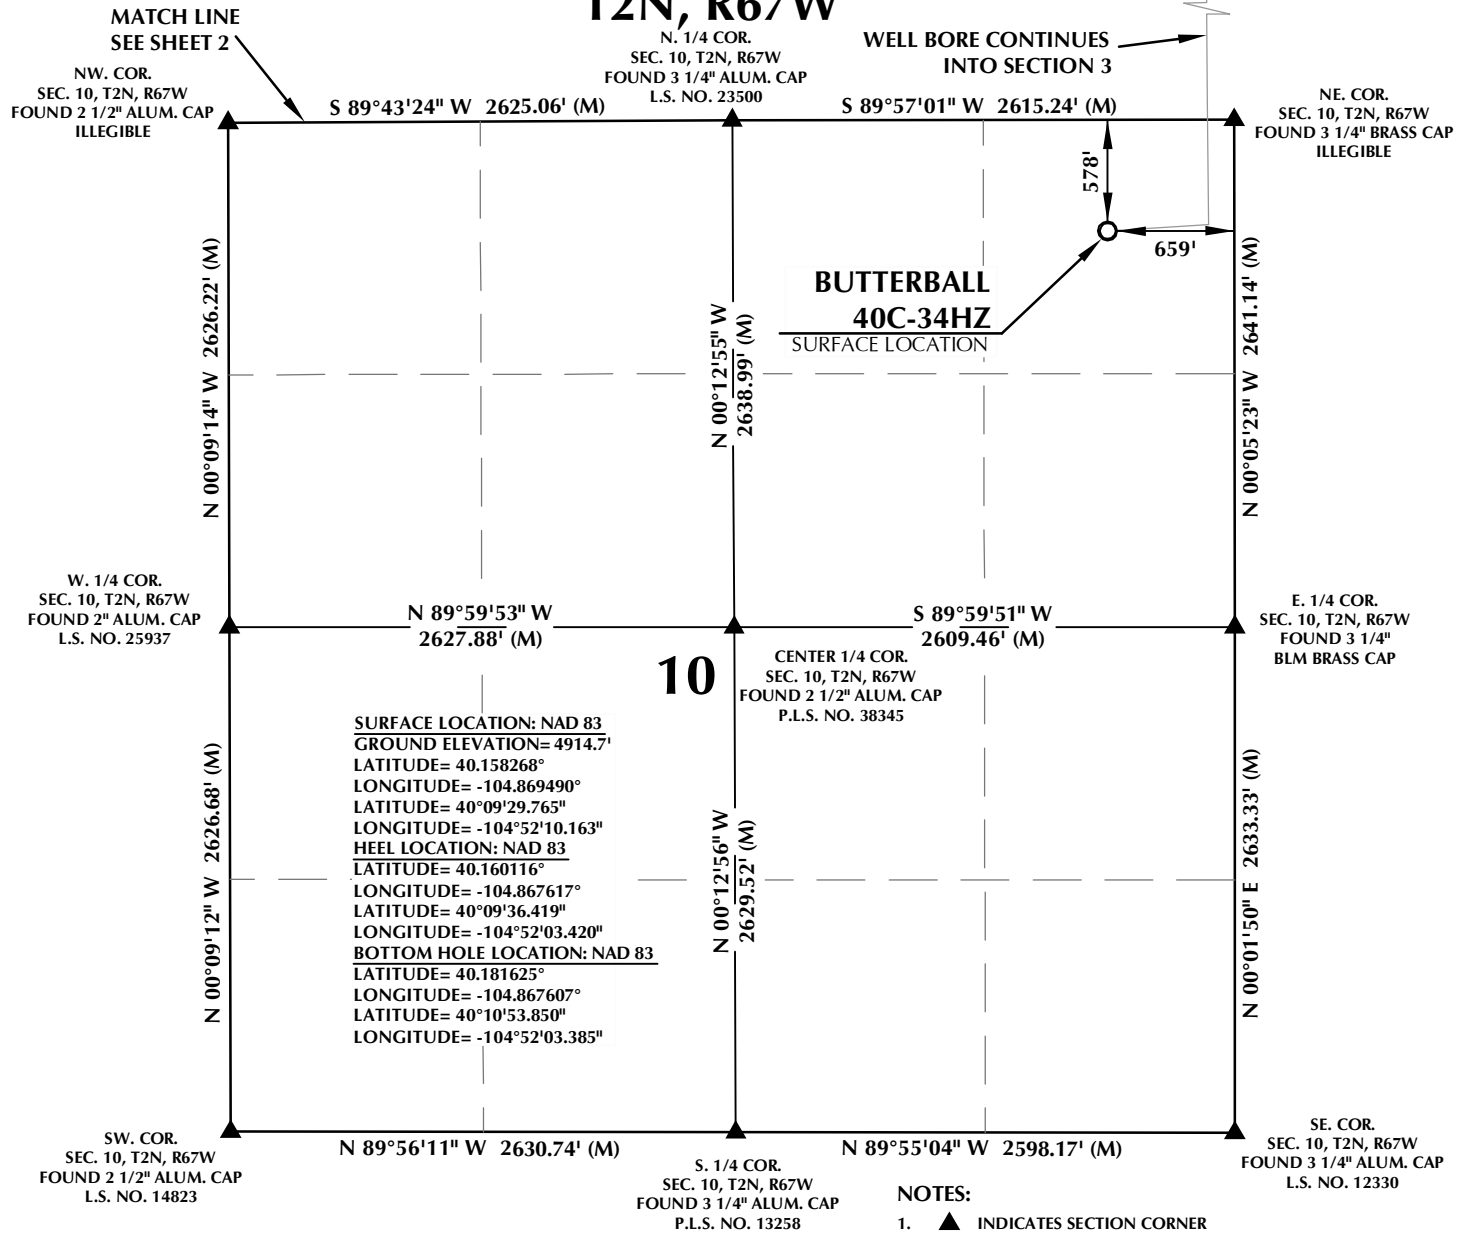 T2N, R67W
MATCH LINE
SEE SHEET 2
NW. COR.
SEC. 10, T2N, R67W
FOUND 2 1/2" ALUM. CAP
ILLEGIBLE
N. 1/4 COR.
SEC. 10, T2N, R67W
FOUND 3 1/4" ALUM. CAP
L.S. NO. 23500
WELL BORE CONTINUES
INTO SECTION 3
NE. COR.
SEC. 10, T2N, R67W
FOUND 3 1/4" BRASS CAP
ILLEGIBLE
S 89°43'24" W 2625.06' (M)
S 89°57'01" W 2615.24' (M)
578'
659'
BUTTERBALL
40C-34HZ
SURFACE LOCATION
N 00°09'14" W 2626.22' (M)
N 00°12'55" W
2638.99' (M)
N 00°05'23" W 2641.14' (M)
W. 1/4 COR.
SEC. 10, T2N, R67W
FOUND 2" ALUM. CAP
L.S. NO. 25937
N 89°59'53" W
2627.88' (M)
S 89°59'51" W
2609.46' (M)
E. 1/4 COR.
SEC. 10, T2N, R67W
FOUND 3 1/4"
BLM BRASS CAP
10
CENTER 1/4 COR.
SEC. 10, T2N, R67W
FOUND 2 1/2" ALUM. CAP
P.L.S. NO. 38345
SURFACE LOCATION: NAD 83
GROUND ELEVATION= 4914.7'
LATITUDE= 40.158268°
LONGITUDE= -104.869490°
LATITUDE= 40°09'29.765"
LONGITUDE= -104°52'10.163"
HEEL LOCATION: NAD 83
LATITUDE= 40.160116°
LONGITUDE= -104.867617°
LATITUDE= 40°09'36.419"
LONGITUDE= -104°52'03.420"
BOTTOM HOLE LOCATION: NAD 83
LATITUDE= 40.181625°
LONGITUDE= -104.867607°
LATITUDE= 40°10'53.850"
LONGITUDE= -104°52'03.385"
N 00°09'12" W 2626.68' (M)
N 00°12'56" W
2629.52' (M)
N 00°01'50" E 2633.33' (M)
SW. COR.
SEC. 10, T2N, R67W
FOUND 2 1/2" ALUM. CAP
L.S. NO. 14823
N 89°56'11" W 2630.74' (M)
N 89°55'04" W 2598.17' (M)
S. 1/4 COR.
SEC. 10, T2N, R67W
FOUND 3 1/4" ALUM. CAP
P.L.S. NO. 13258
SE. COR.
SEC. 10, T2N, R67W
FOUND 3 1/4" ALUM. CAP
L.S. NO. 12330
NOTES:
1. ▲ INDICATES SECTION CORNER